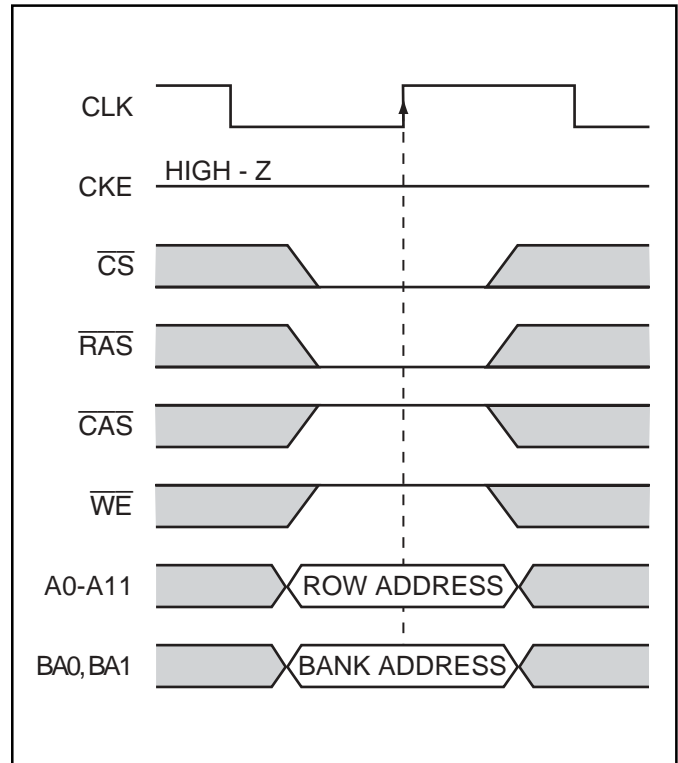 CLK
HIGH - Z
CKE
CS
RAS
CAS
WE
A0-A11
ROW ADDRESS
BA0, BA1
BANK ADDRESS